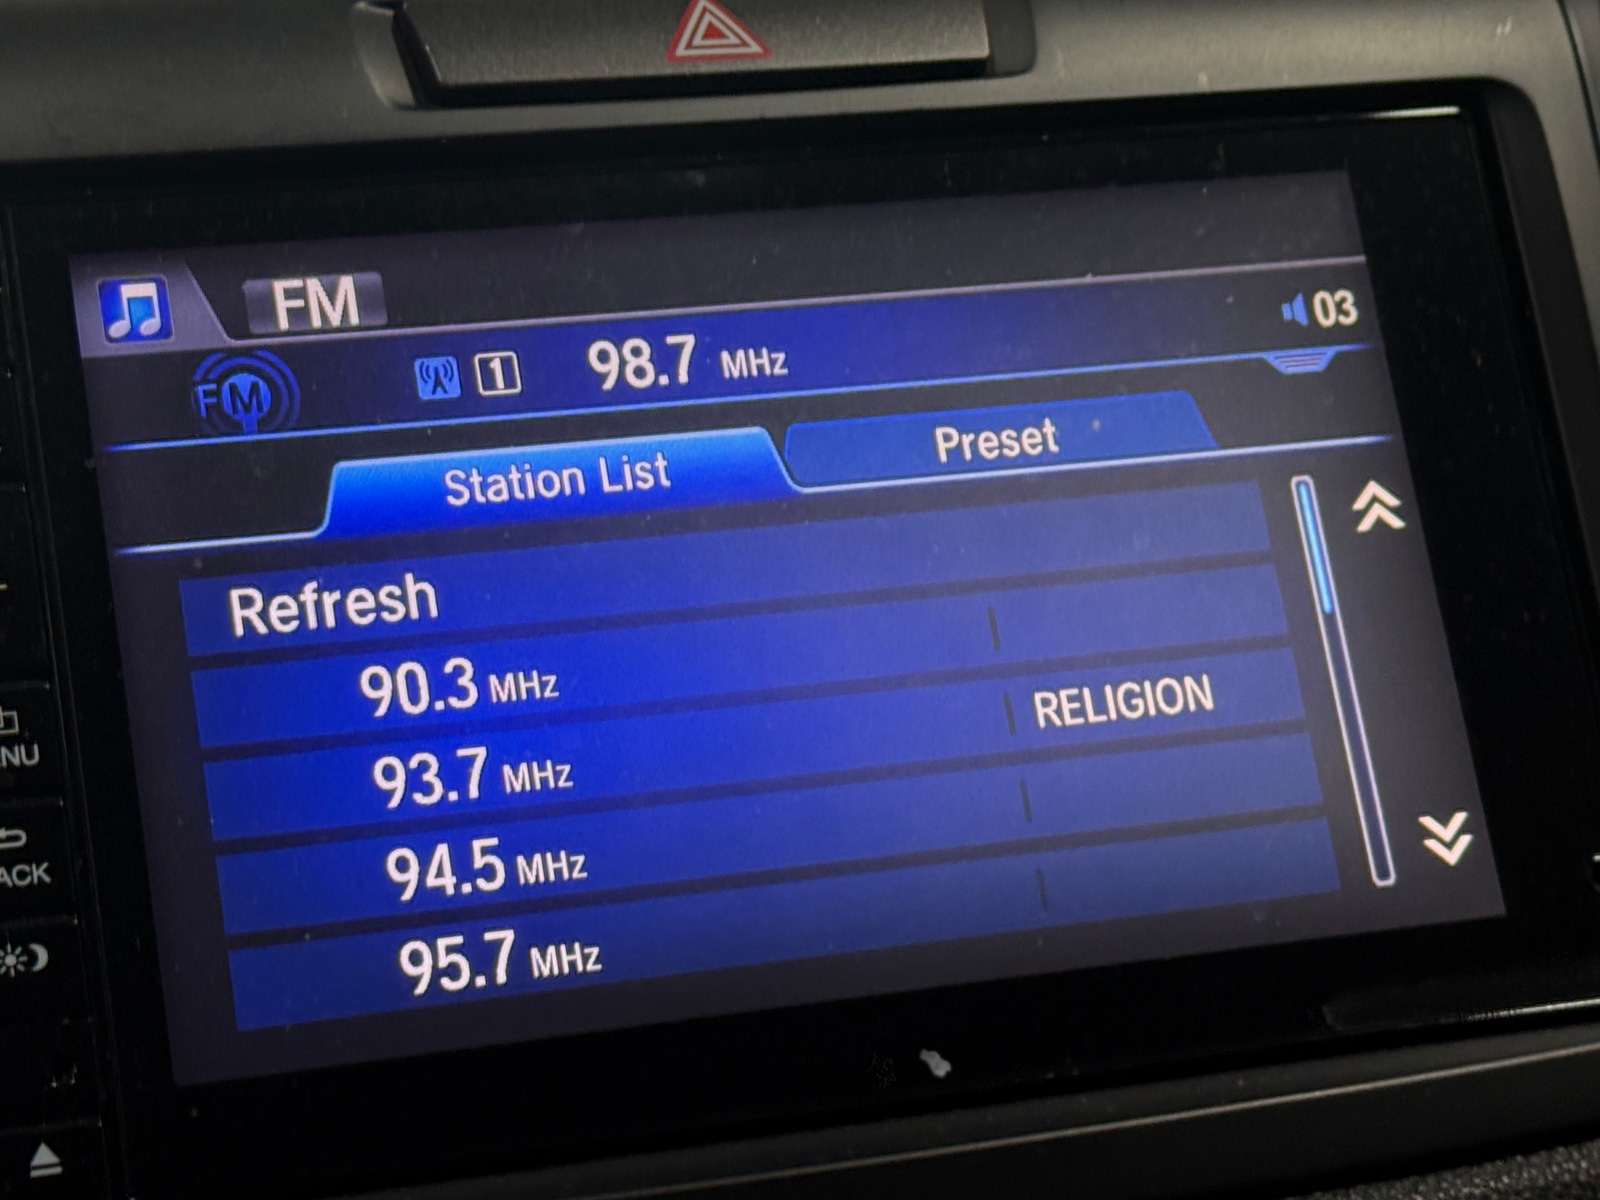 FM
03
FM 1 98.7 MHz
Station List Preset
Refresh
90.3 MHz
93.7 MHz RELIGION
94.5 MHz
95.7 MHz
NU
ACK